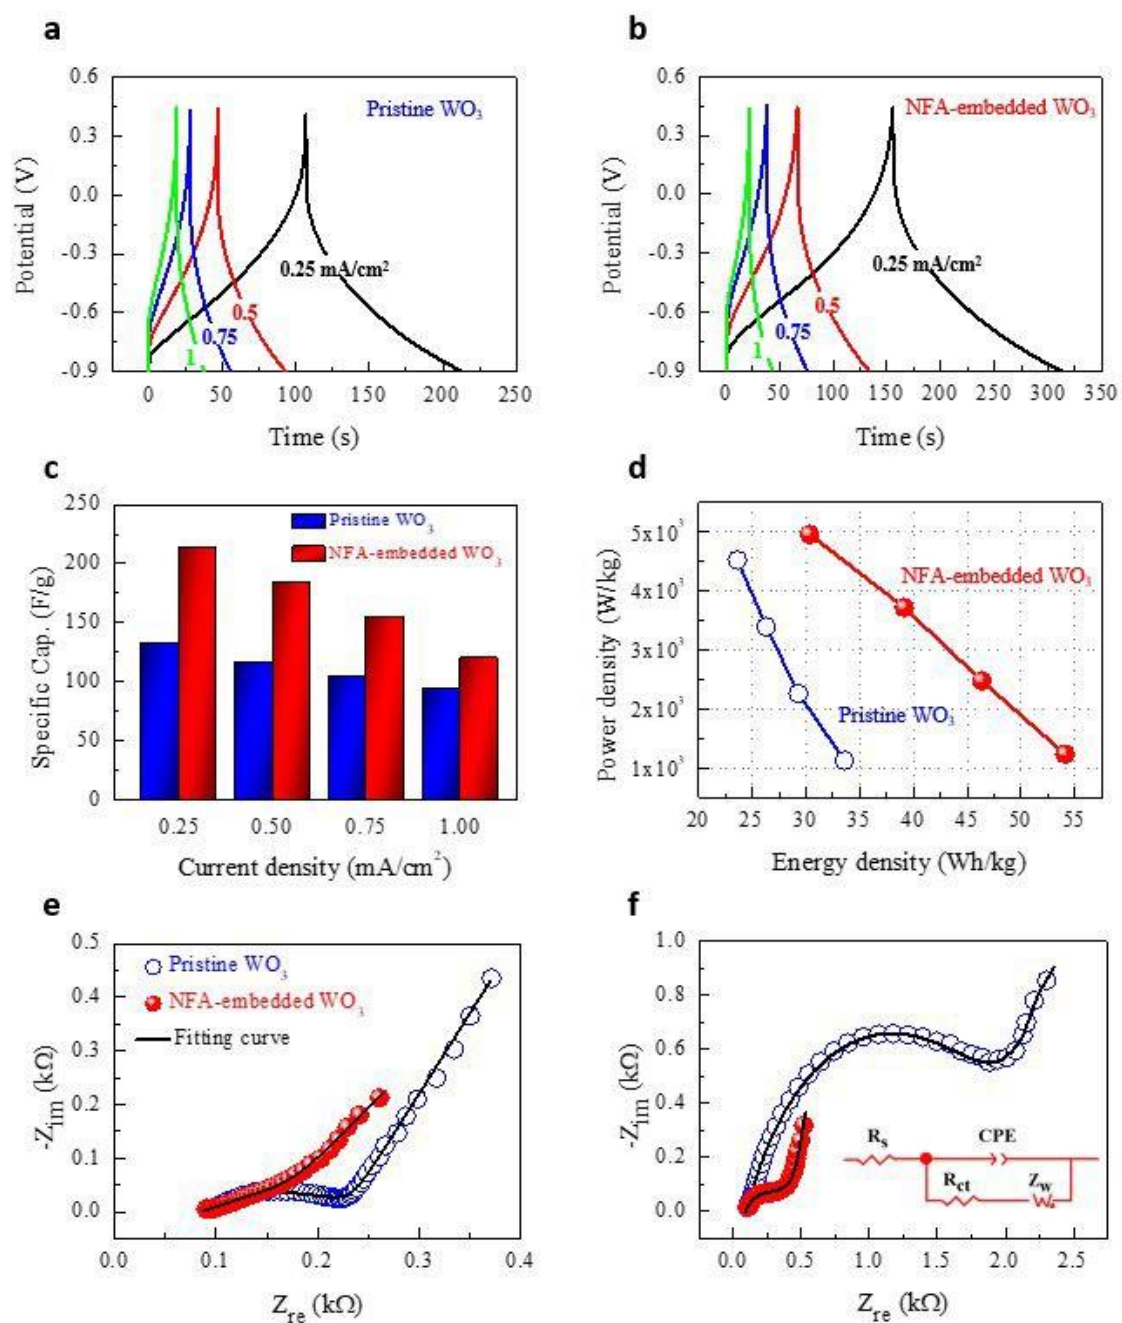 a
0.6
0.3
0.0
-0.3
-0.6
-0.9
Potential (V)
Pristine WO3
0.25 mA/cm2
0.5
0.75
1
0 50 100 150 200 250
Time (s)
b
0.6
0.3
0.0
-0.3
-0.6
-0.9
Potential (V)
NFA-embedded WO3
0.25 mA/cm2
0.5
0.75
1
0 50 100 150 200 250 300 350
Time (s)
c
250
200
150
100
50
0
Specific Cap. (F/g)
Pristine WO3
NFA-embedded WO3
0.25 0.50 0.75 1.00
Current density (mA/cm2)
d
5x10³
4x10³
3x10³
2x10³
1x10³
Power density (W/kg)
NFA-embedded WO3
Pristine WO3
20 25 30 35 40 45 50 55
Energy density (Wh/kg)
e
0.5
0.4
0.3
0.2
0.1
0.0
-Zim (kΩ)
Pristine WO3
NFA-embedded WO3
Fitting curve
0.0 0.1 0.2 0.3 0.4
Zre (kΩ)
f
1.0
0.8
0.6
0.4
0.2
0.0
-Zim (kΩ)
Rs
CPE
Rct
Zw
0.0 0.5 1.0 1.5 2.0 2.5
Zre (kΩ)